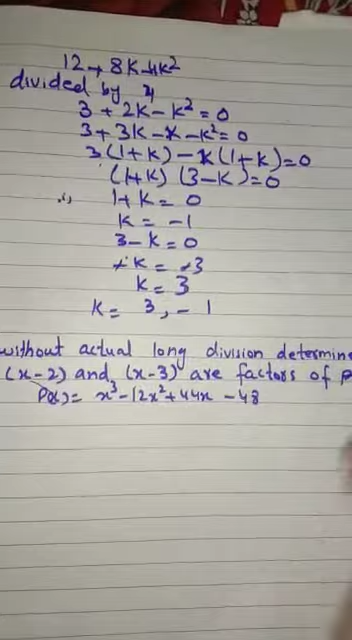 12 + 8K - 4K²
divided by 4
3 + 2K - K² = 0
3 + 3K - K - K² = 0
3(1+K) - K(1+K) = 0
(1+K) (3-K) = 0
∴ 1+K = 0
K = -1
3-K = 0
-K = -3
K = 3
K = 3, -1
without actual long division determine
(x-2) and (x-3) are factors of P
P(x) = x³ - 12x² + 44x - 48